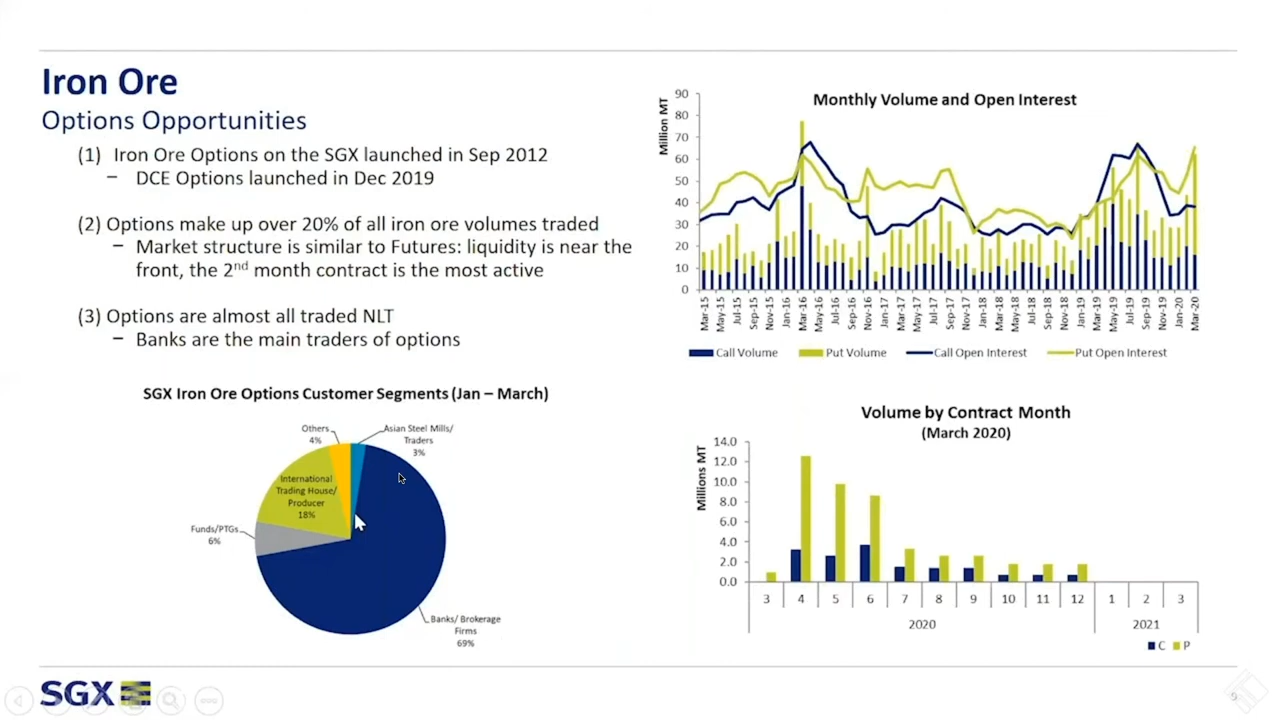 Iron Ore
Options Opportunities
(1) Iron Ore Options on the SGX launched in Sep 2012
− DCE Options launched in Dec 2019
(2) Options make up over 20% of all iron ore volumes traded
− Market structure is similar to Futures: liquidity is near the
front, the 2nd month contract is the most active
(3) Options are almost all traded NLT
− Banks are the main traders of options
SGX Iron Ore Options Customer Segments (Jan – March)
Others
4%
Asian Steel Mills/
Traders
3%
International
Trading House/
Producer
18%
Funds/PTGs
6%
Banks/ Brokerage
Firms
69%
Monthly Volume and Open Interest
Million MT
90
80
70
60
50
40
30
20
10
0
Mar-15
May-15
Jul-15
Sep-15
Nov-15
Jan-16
Mar-16
May-16
Jul-16
Sep-16
Nov-16
Jan-17
Mar-17
May-17
Jul-17
Sep-17
Nov-17
Jan-18
Mar-18
May-18
Jul-18
Sep-18
Nov-18
Jan-19
Mar-19
May-19
Jul-19
Sep-19
Nov-19
Jan-20
Mar-20
Call Volume Put Volume Call Open Interest Put Open Interest
Volume by Contract Month
(March 2020)
Millions MT
14.0
12.0
10.0
8.0
6.0
4.0
2.0
0.0
3 4 5 6 7 8 9 10 11 12 1 2 3
2020 2021
C P
SGX
9